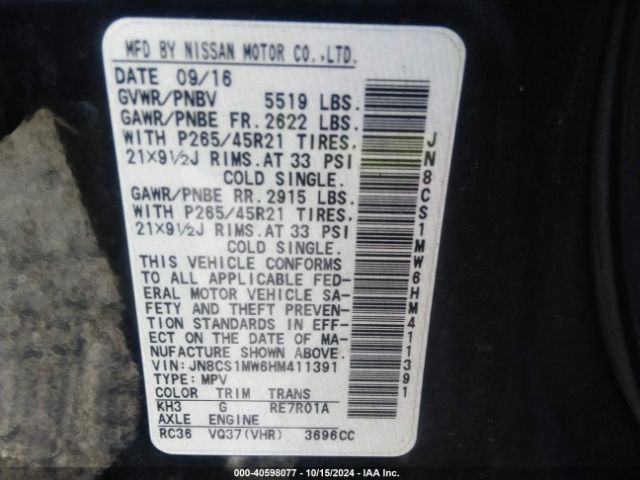 MFD BY NISSAN MOTOR CO.,LTD.
DATE 09/16
GVWR/PNBV 5519 LBS.
GAWR/PNBE FR. 2622 LBS.
WITH P265/45R21 TIRES,
21×9½J RIMS.AT 33 PSI
COLD SINGLE.
GAWR/PNBE RR. 2915 LBS.
WITH P265/45R21 TIRES,
21×9½J RIMS.AT 33 PSI
COLD SINGLE.
THIS VEHICLE CONFORMS
TO ALL APPLICABLE FED-
ERAL MOTOR VEHICLE SA-
FETY AND THEFT PREVEN-
TION STANDARDS IN EFF-
ECT ON THE DATE OF MA-
NUFACTURE SHOWN ABOVE.
VIN: JN8CS1MW6HM411391
TYPE: MPV
COLOR TRIM TRANS
KH3 G RE7R01A
AXLE ENGINE
RC36 VQ37(VHR) 3696CC
JN8CS1MW6HM411391
000-40598077 - 10/15/2024 - IAA Inc.